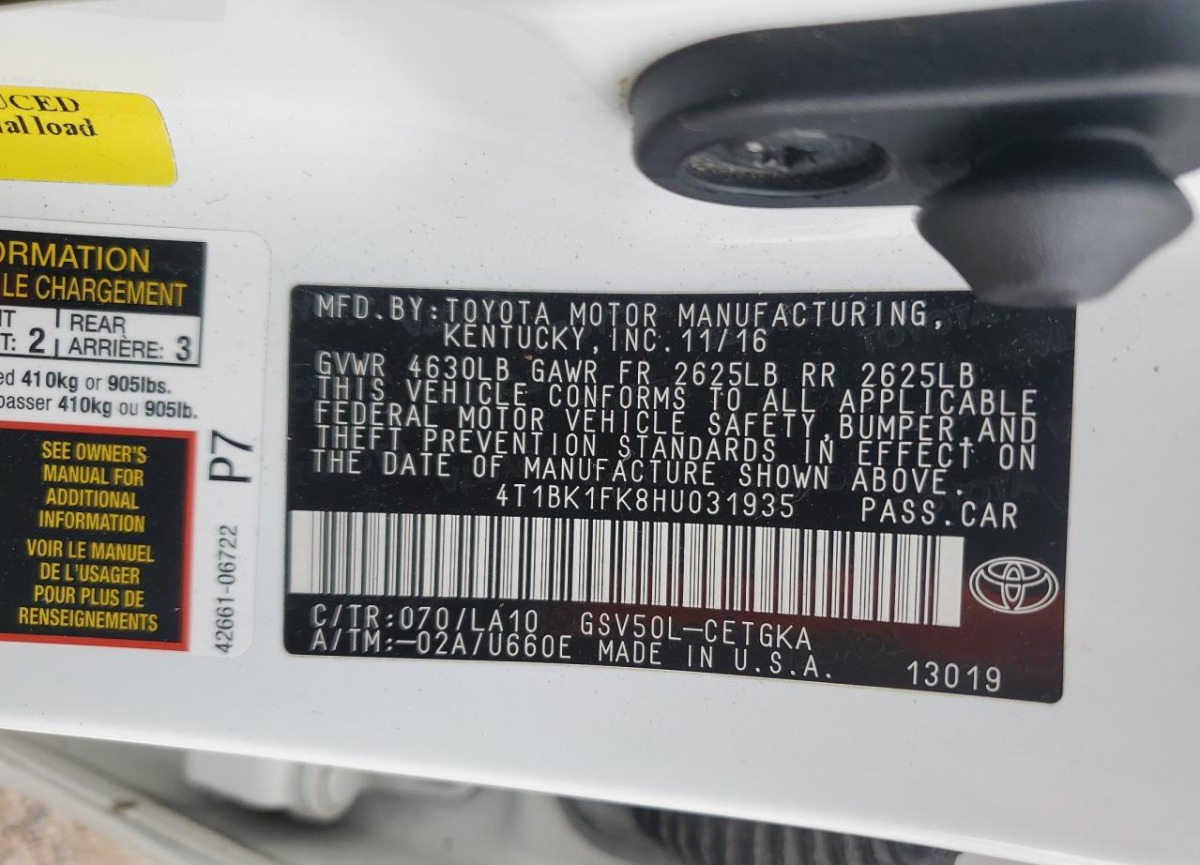 UCED
al load
ORMATION
LE CHARGEMENT
T: 2 REAR
ARRIÈRE: 3
ed 410kg or 905lbs.
passer 410kg ou 905lb.
SEE OWNER'S
MANUAL FOR
ADDITIONAL
INFORMATION
VOIR LE MANUEL
DE L'USAGER
POUR PLUS DE
RENSEIGNEMENTS
P7
42661-06722
MFD.BY:TOYOTA MOTOR MANUFACTURING,
KENTUCKY,INC.11/16
GVWR 4630LB GAWR FR 2625LB RR 2625LB
THIS VEHICLE CONFORMS TO ALL APPLICABLE
FEDERAL MOTOR VEHICLE SAFETY,BUMPER,AND
THEFT PREVENTION STANDARDS IN EFFECT ON
THE DATE OF MANUFACTURE SHOWN ABOVE.
4T1BK1FK8HU031935 PASS.CAR
C/TR:070/LA10 GSV50L-CETGKA
A/TM:-02A/U660E MADE IN U.S.A.
13019